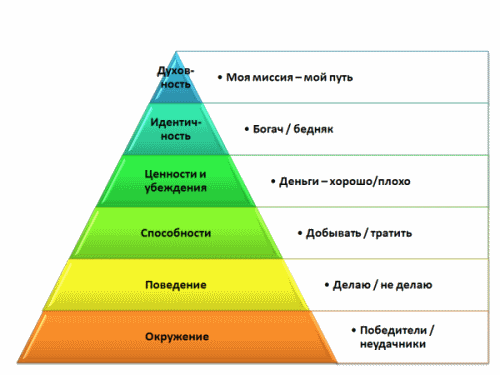 Духов-
ность
• Моя миссия – мой путь
Идентич-
ность
• Богач / бедняк
Ценности и
убеждения
• Деньги – хорошо/плохо
Способности
• Добывать / тратить
Поведение
• Делаю / не делаю
Окружение
• Победители /
неудачники